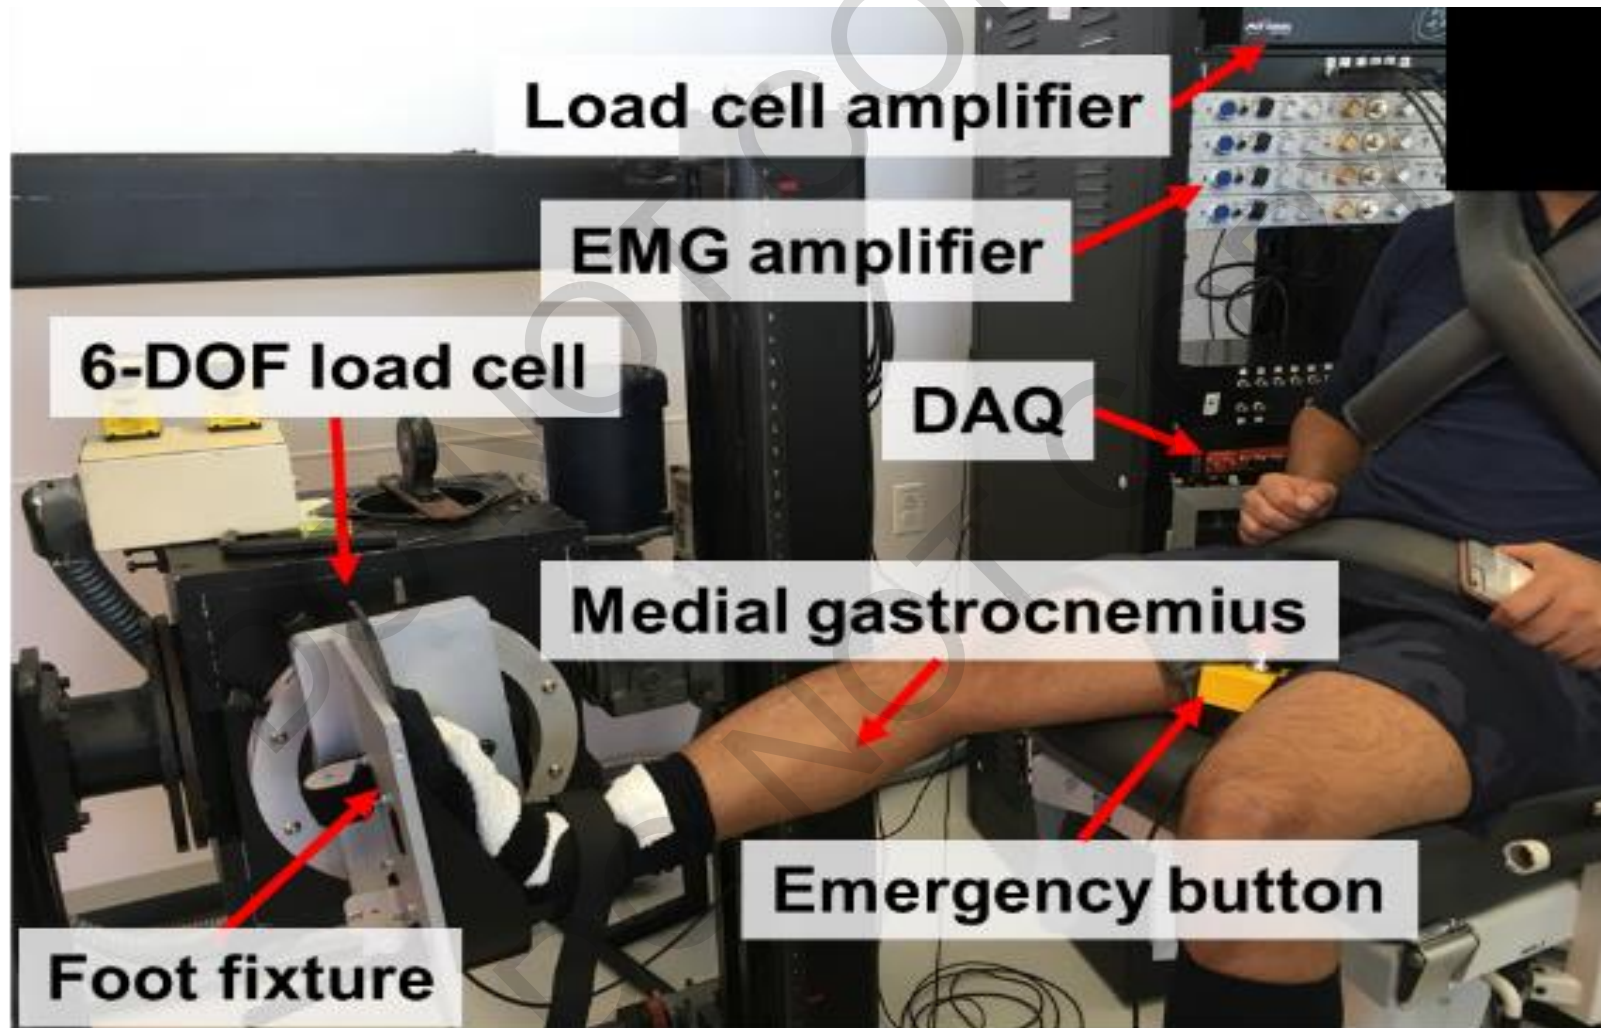 Load cell amplifier
EMG amplifier
6-DOF load cell
DAQ
Medial gastrocnemius
Emergency button
Foot fixture